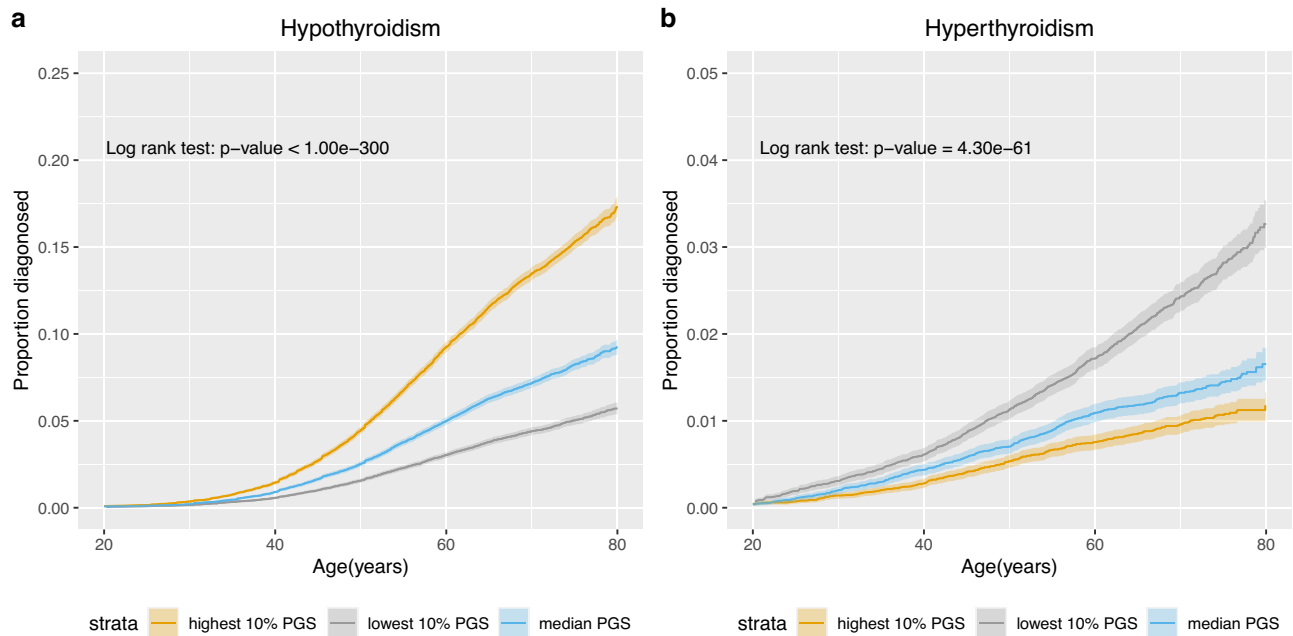 a
Hypothyroidism
0.25
0.20
0.15
0.10
0.05
0.00
Proportion diagonosed
Log rank test: p−value < 1.00e−300
20
40
60
80
Age(years)
strata
highest 10% PGS
lowest 10% PGS
median PGS
b
Hyperthyroidism
0.05
0.04
0.03
0.02
0.01
0.00
Proportion diagonosed
Log rank test: p−value = 4.30e−61
20
40
60
80
Age(years)
strata
highest 10% PGS
lowest 10% PGS
median PGS